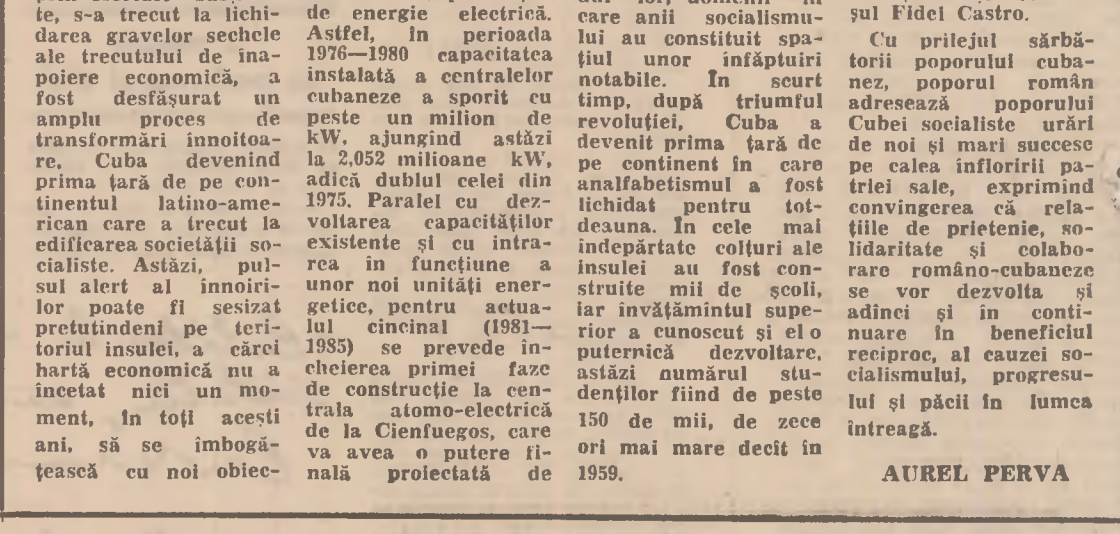 te, s-a trecut la lichi-
darea gravelor sechele
ale trecutului de îna-
poiere economică, a
fost desfășurat un
amplu proces de
transformări înnoitoa-
re, Cuba devenind
prima țară de pe con-
tinentul latino-ame-
rican care a trecut la
edificarea societății so-
cialiste. Astăzi, pul-
sul alert al înnoiri-
lor poate fi sesizat
pretutindeni pe teri-
toriul insulei, a cărei
hartă economică nu a
încetat nici un mo-
ment, în toți acești
ani, să se îmbogă-
țească cu noi obiec-
de energie electrică.
Astfel, în perioada
1976—1980 capacitatea
instalată a centralelor
cubaneze a sporit cu
peste un milion de
kW, ajungînd astăzi
la 2,052 milioane kW,
adică dublul celei din
1975. Paralel cu dez-
voltarea capacităților
existente și cu intra-
rea în funcțiune a
unor noi unități ener-
getice, pentru actua-
lul cincinal (1981—
1985) se prevede în-
cheierea primei faze
de construcție la cen-
trala atomo-electrică
de la Cienfuegos, care
va avea o putere fi-
nală proiectată de
care anii socialismu-
lui au constituit spa-
țiul unor înfăptuiri
notabile. În scurt
timp, după triumful
revoluției, Cuba a
devenit prima țară de
pe continent în care
analfabetismul a fost
lichidat pentru tot-
deauna. În cele mai
îndepărtate colțuri ale
insulei au fost con-
struite mii de școli,
iar învățămîntul supe-
rior a cunoscut și el o
puternică dezvoltare,
astăzi numărul stu-
denților fiind de peste
150 de mii, de zece
ori mai mare decît în
1959.
șul Fidel Castro.
Cu prilejul sărbă-
torii poporului cuba-
nez, poporul român
adresează poporului
Cubei socialiste urări
de noi și mari succese
pe calea înfloririi pa-
triei sale, exprimînd
convingerea că rela-
țiile de prietenie, so-
lidaritate și colabo-
rare româno-cubaneze
se vor dezvolta și
adînci și în conti-
nuare în beneficiul
reciproc, al cauzei so-
cialismului, progresu-
lui și păcii în lumea
întreagă.
AUREL PERVA